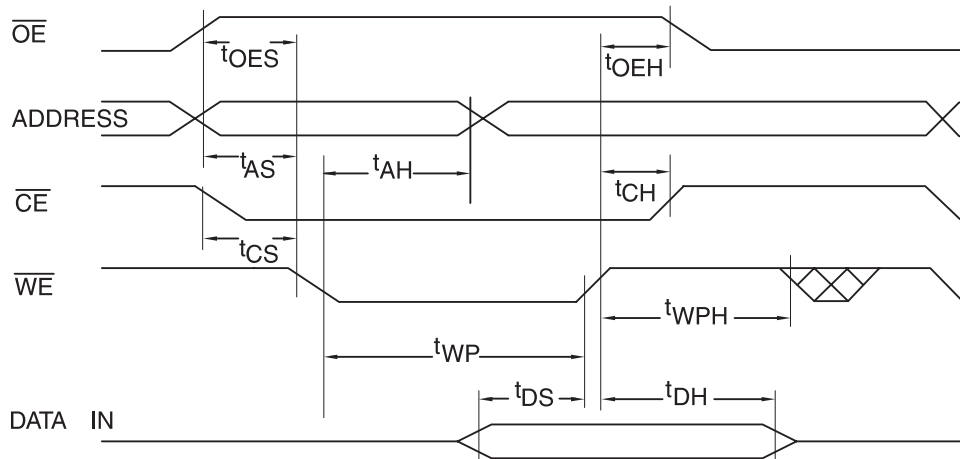 OE
tOES
tOEH
ADDRESS
tAS
tAH
tCH
CE
tCS
WE
tWPH
tWP
tDS
tDH
DATA IN